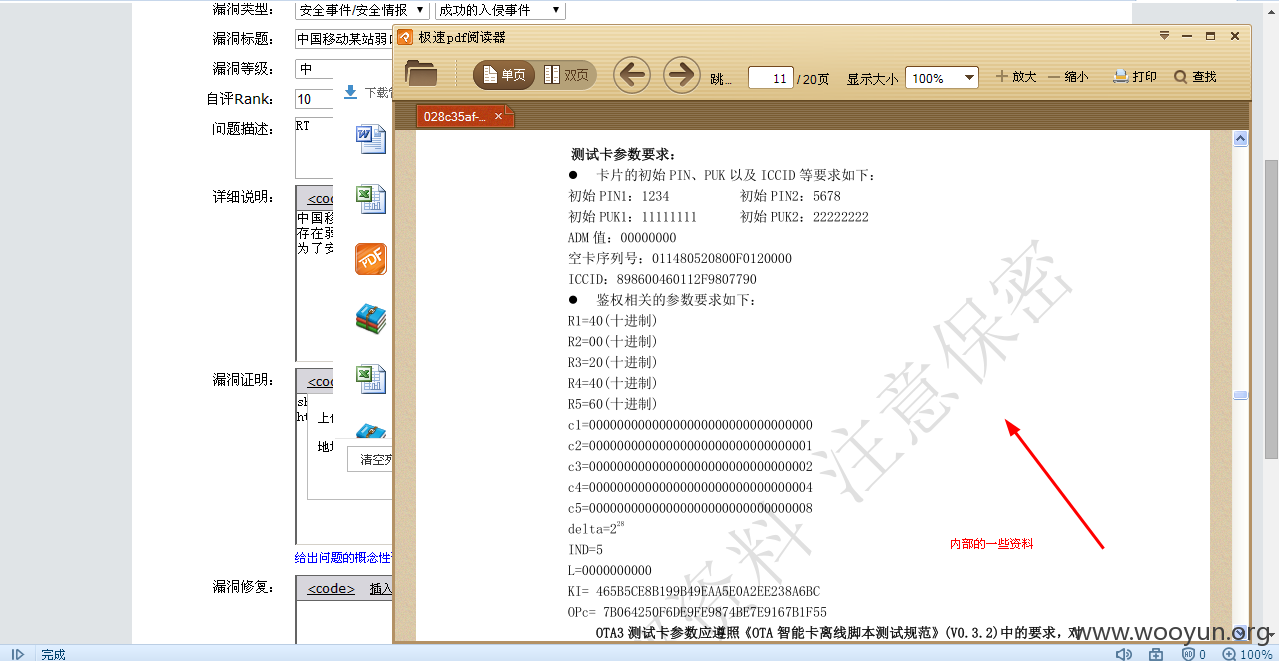 漏洞类型： 安全事件/安全情报 成功的入侵事件
漏洞标题： 中国移动某站弱
漏洞等级： 中
自评Rank： 10
问题描述： RT
详细说明： <co
中国移
存在弱
为了安
漏洞证明： <co
sh
ht
上
地
清空
给出问题的概念性
漏洞修复： <code> 插入
下载
极速pdf阅读器
单页 双页 跳... 11 / 20页 显示大小 100% 放大 缩小 打印 查找
028c35af-...
测试卡参数要求：
● 卡片的初始 PIN、PUK 以及 ICCID 等要求如下：
初始 PIN1：1234 初始 PIN2：5678
初始 PUK1：11111111 初始 PUK2：22222222
ADM 值：00000000
空卡序列号：011480520800F0120000
ICCID：898600460112F9807790
● 鉴权相关的参数要求如下：
R1=40(十进制)
R2=00(十进制)
R3=20(十进制)
R4=40(十进制)
R5=60(十进制)
c1=00000000000000000000000000000000
c2=00000000000000000000000000000001
c3=00000000000000000000000000000002
c4=00000000000000000000000000000004
c5=00000000000000000000000000000008
delta=2^28
IND=5
L=0000000000
KI= 465B5CE8B199B49EAA5F0A2EE238A6BC
OPc= 7B064250F6DE9FF9874BE7E9167B1F55
OTA3 测试卡参数应遵照《OTA 智能卡离线脚本测试规范》(V0.3.2)中的要求，对
资料 注意保密
内部的一些资料
www.wooyun.org
完成
0 100%